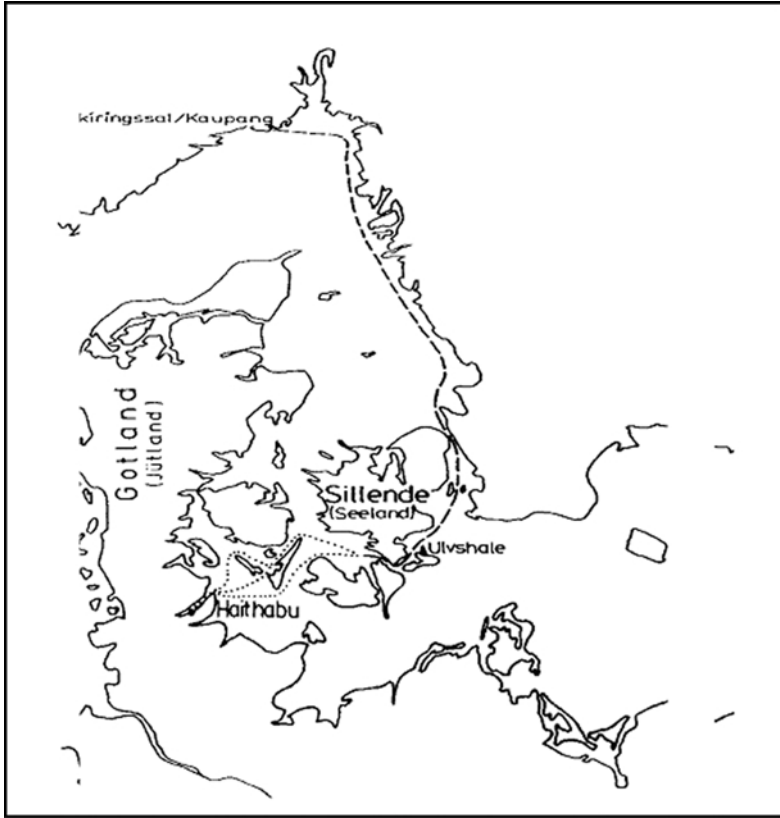 kiringssal/Kaupang
Gotland
(Jütland)
Sillende
(Seeland)
Ulvshale
Haithabu